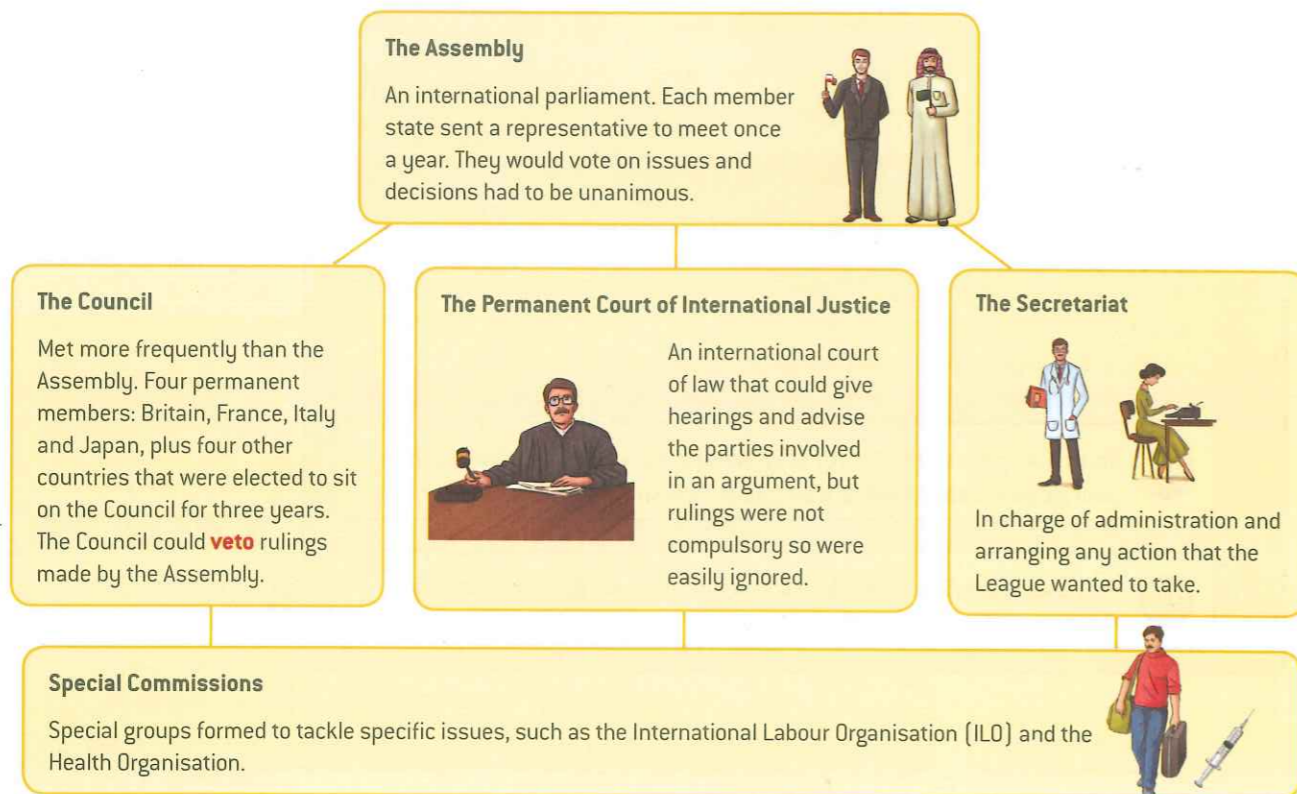 The Assembly
An international parliament. Each member
state sent a representative to meet once
a year. They would vote on issues and
decisions had to be unanimous.
The Council
Met more frequently than the
Assembly. Four permanent
members: Britain, France, Italy
and Japan, plus four other
countries that were elected to sit
on the Council for three years.
The Council could veto rulings
made by the Assembly.
The Permanent Court of International Justice
An international court
of law that could give
hearings and advise
the parties involved
in an argument, but
rulings were not
compulsory so were
easily ignored.
The Secretariat
In charge of administration and
arranging any action that the
League wanted to take.
Special Commissions
Special groups formed to tackle specific issues, such as the International Labour Organisation (ILO) and the
Health Organisation.